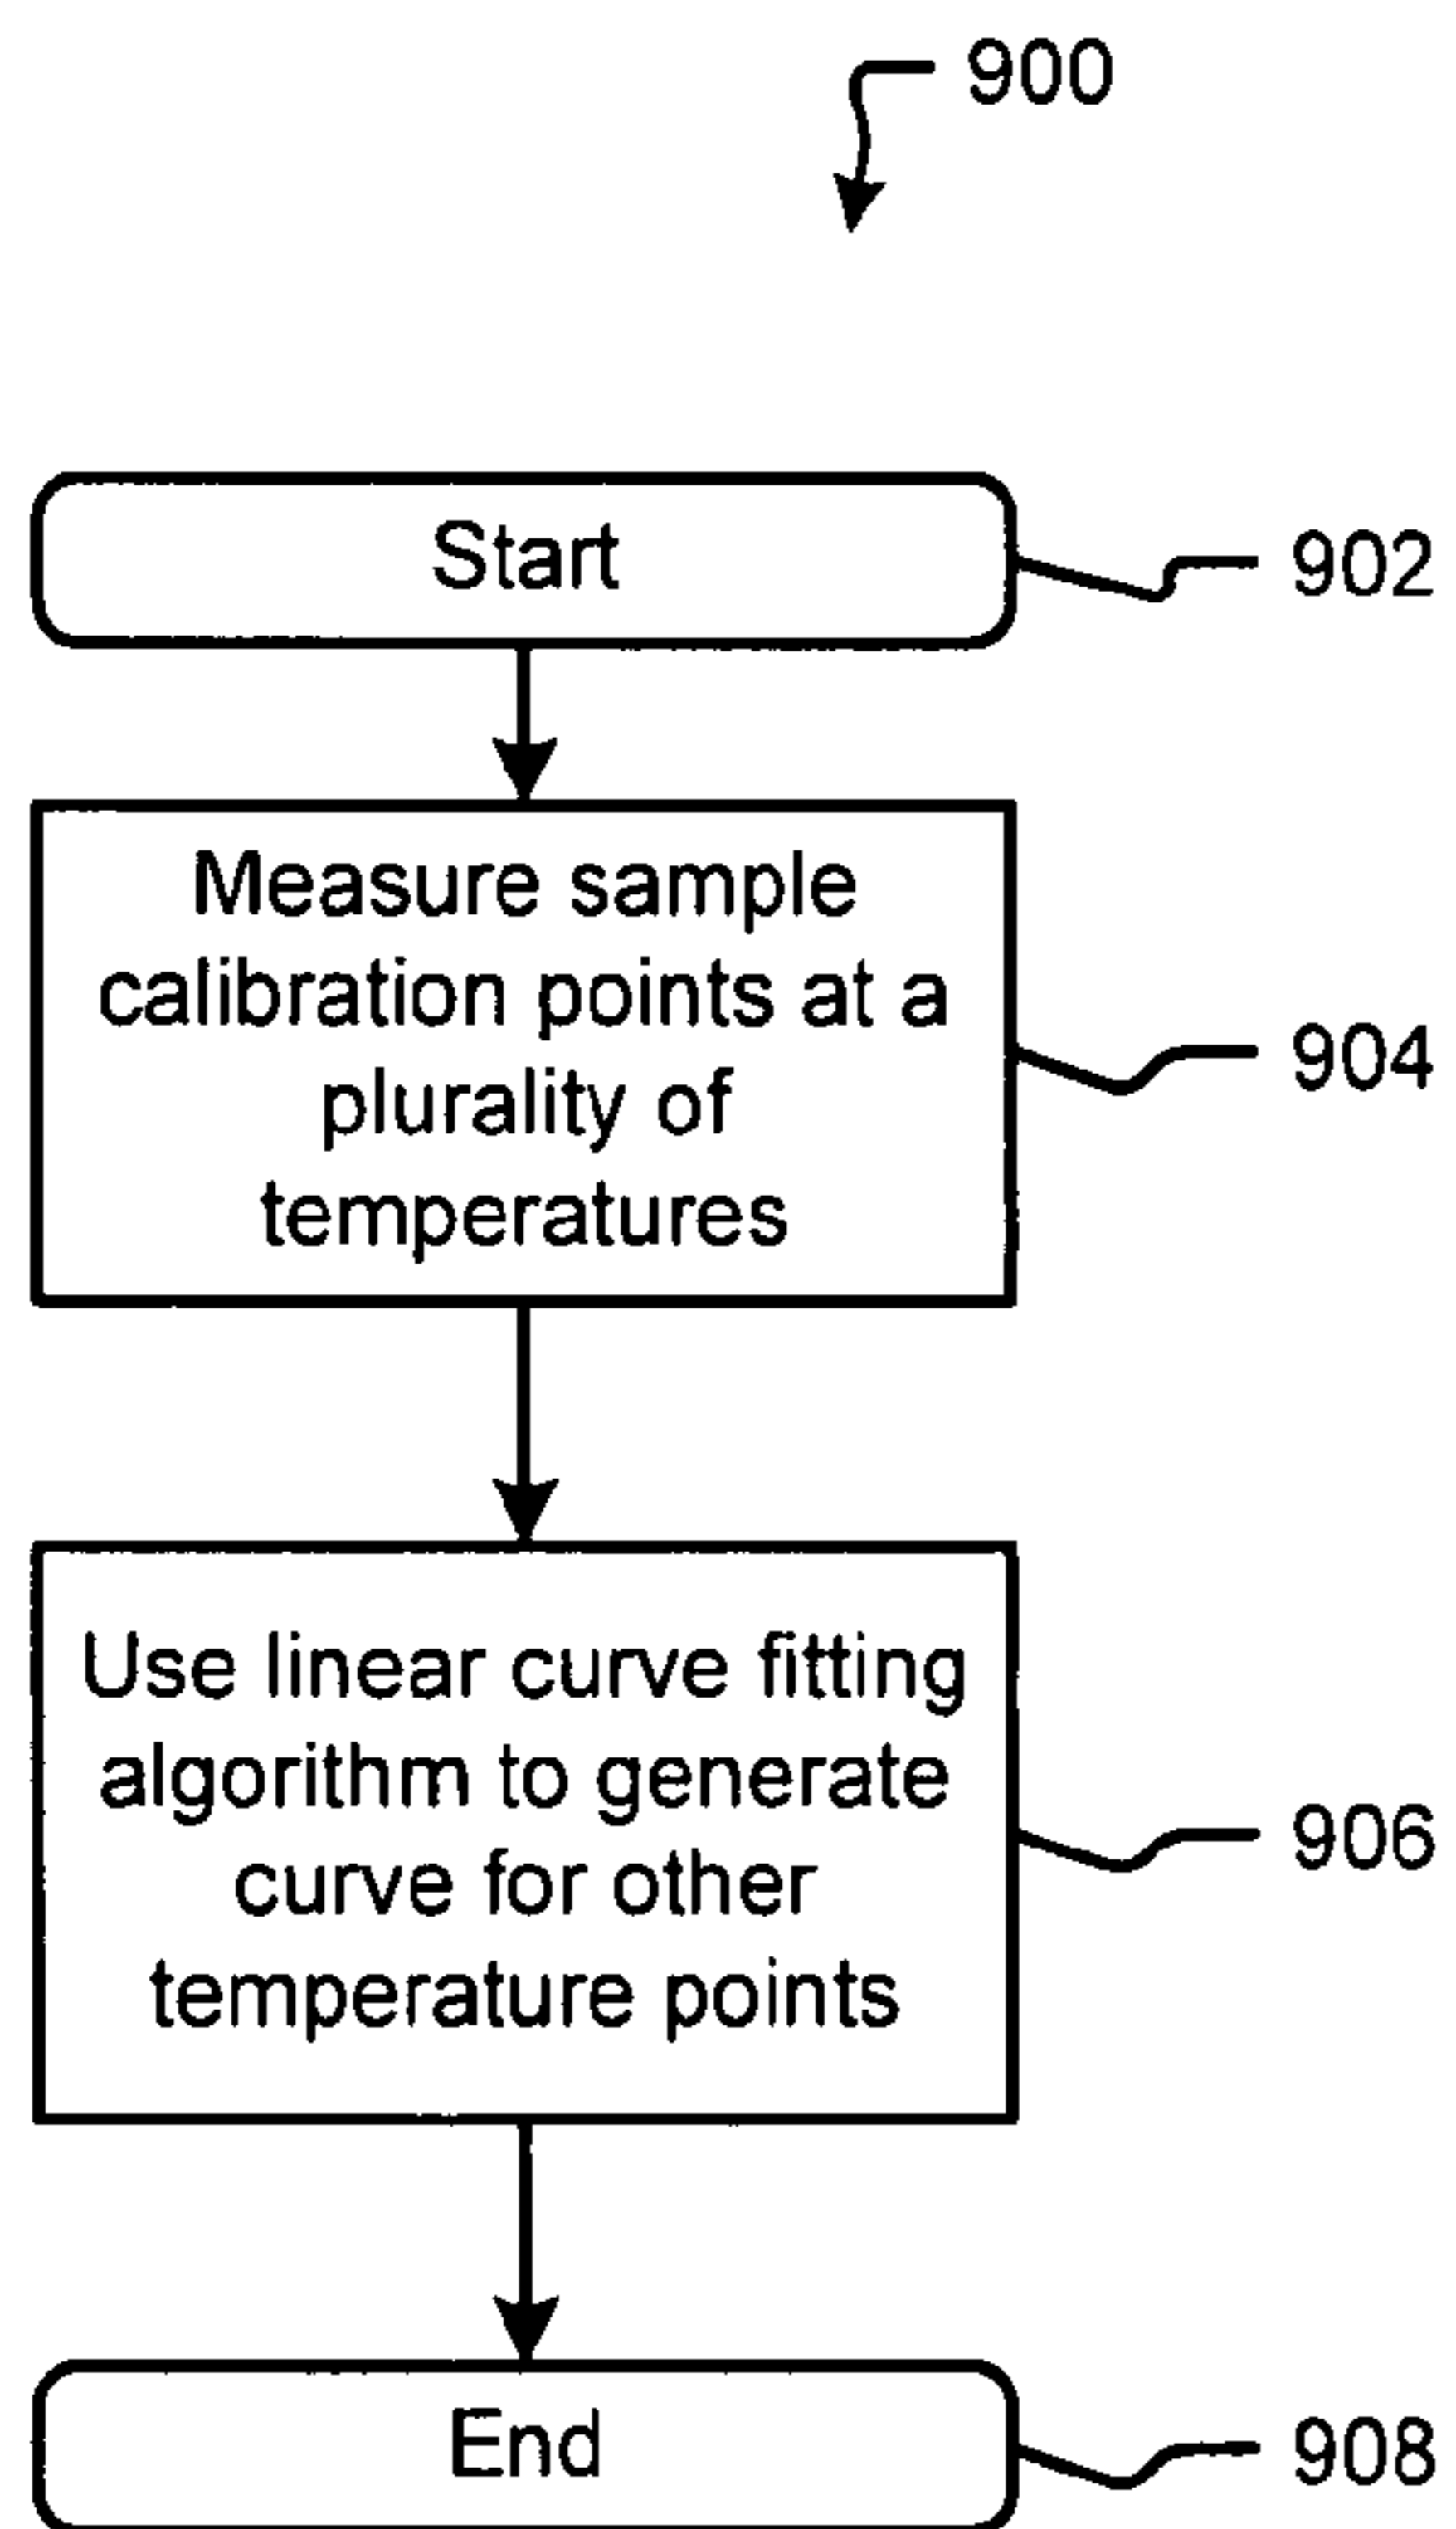 900
Start
902
Measure sample
calibration points at a
plurality of
temperatures
904
Use linear curve fitting
algorithm to generate
curve for other
temperature points
906
End
908